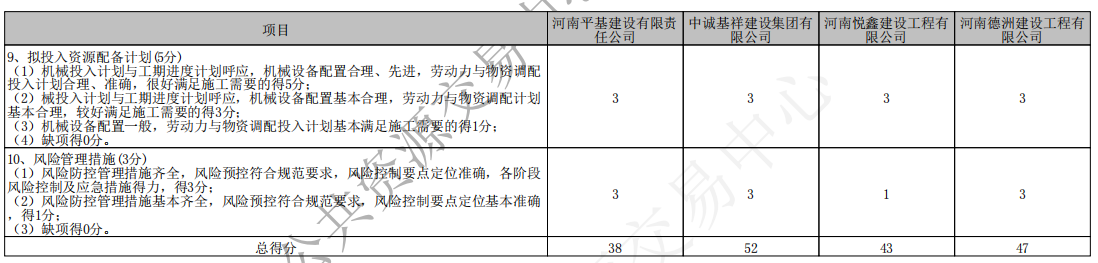 项目
河南平基建设有限责
任公司
中诚基祥建设集团有
限公司
河南悦鑫建设工程有
限公司
河南德洲建设工程有
限公司
9、拟投入资源配备计划(5分)
(1)机械投入计划与工期进度计划呼应，机械设备配置合理、先进，劳动力与物资调配
投入计划合理、准确，很好满足施工需要的得5分；
(2)械投入计划与工期进度计划呼应，机械设备配置基本合理，劳动力与物资调配计划
基本合理，较好满足施工需要的得3分；
(3)机械设备配置一般，劳动力与物资调配投入计划基本满足施工需要的得1分；
(4)缺项得0分。
3
3
3
3
10、风险管理措施(3分)
(1)风险防控管理措施齐全，风险预控符合规范要求，风险控制要点定位准确，各阶段
风险控制及应急措施得力，得3分；
(2)风险防控管理措施基本齐全，风险预控符合规范要求，风险控制要点定位基本准确
，得1分；
(3)缺项得0分。
3
3
1
3
总得分
38
52
43
47
公共资源交易中
交易中心